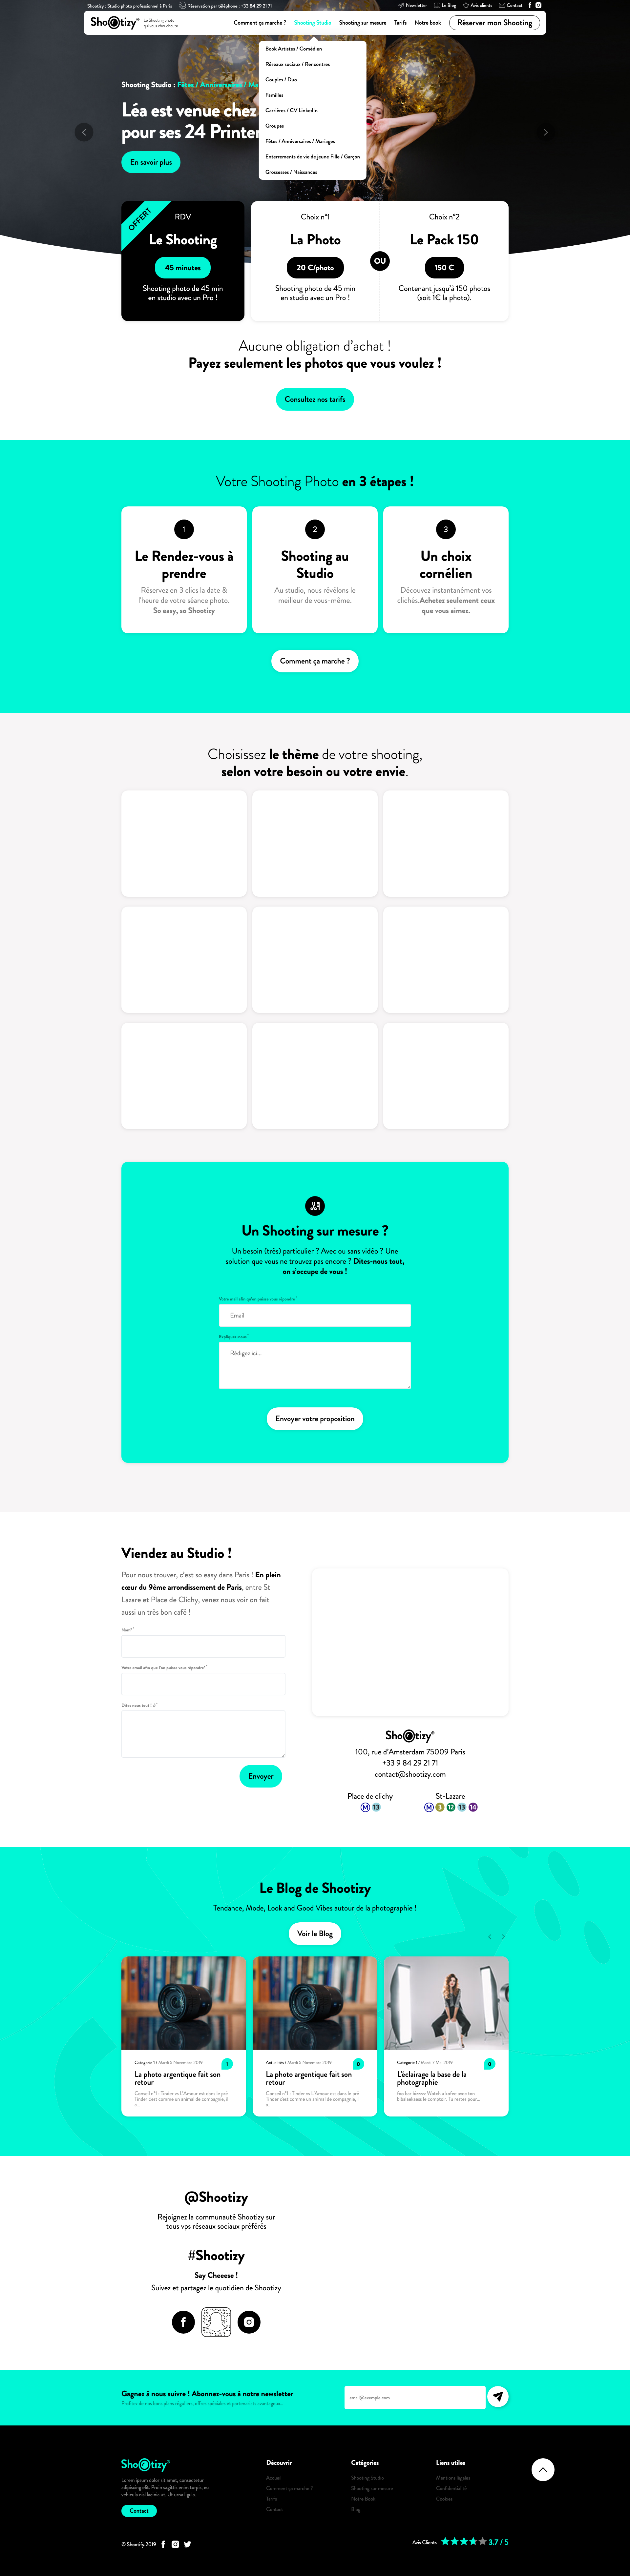 Shootizy : Studio photo professionnel à Paris
Réservation par téléphone : +33 84 29 21 71
Newsletter
Le Blog
Avis clients
Contact
Shootizy®
Le Shooting photo
qui vous chouchoute
Comment ça marche ?
Shooting Studio
Shooting sur mesure
Tarifs
Notre book
Réserver mon Shooting
Book Artistes / Comédien
Réseaux sociaux / Rencontres
Couples / Duo
Familles
Carrières / CV LinkedIn
Groupes
Fêtes / Anniversaires / Mariages
Enterrements de vie de jeune Fille / Garçon
Grossesses / Naissances
Shooting Studio : Fêtes / Anniversaires /
Léa est venue chez
pour ses 24 Printe
En savoir plus
OFFERT
RDV
Le Shooting
45 minutes
Shooting photo de 45 min
en studio avec un Pro !
Choix n°1
La Photo
20 €/photo
Shooting photo de 45 min
en studio avec un Pro !
OU
Choix n°2
Le Pack 150
150 €
Contenant jusqu'à 150 photos
(soit 1€ la photo).
Aucune obligation d'achat !
Payez seulement les photos que vous voulez !
Consultez nos tarifs
Votre Shooting Photo en 3 étapes !
1
Le Rendez-vous à
prendre
Réservez en 3 clics la date &
l'heure de votre séance photo.
So easy, so Shootizy
2
Shooting au
Studio
Au studio, nous révélons le
meilleur de vous-même.
3
Un choix
cornélien
Découvez instantanément vos
clichés.Achetez seulement ceux
que vous aimez.
Comment ça marche ?
Choisissez le thème de votre shooting,
selon votre besoin ou votre envie.
Un Shooting sur mesure ?
Un besoin (très) particulier ? Avec ou sans vidéo ? Une
solution que vous ne trouvez pas encore ? Dites-nous tout,
on s'occupe de vous !
Votre mail afin qu'on puisse vous répondre *
Email
Expliquez-nous *
Rédigez ici...
Envoyer votre proposition
Viendez au Studio !
Pour nous trouver, c'est so easy dans Paris ! En plein
cœur du 9ème arrondissement de Paris, entre St
Lazare et Place de Clichy, venez nous voir on fait
aussi un très bon café !
Nom* *
Votre email afin que l'on puisse vous répondre* *
Dites nous tout ! :)*
Envoyer
Shootizy®
100, rue d'Amsterdam 75009 Paris
+33 9 84 29 21 71
contact@shootizy.com
Place de clichy
M 13
St-Lazare
M 3 12 13 14
Le Blog de Shootizy
Tendance, Mode, Look and Good Vibes autour de la photographie !
Voir le Blog
Categorie 1 / Mardi 5 Novembre 2019
1
La photo argentique fait son
retour
Conseil n°1 : Tinder vs L'Amour est dans le pré
Tinder c'est comme un animal de compagnie, il
a...
Actualités / Mardi 5 Novembre 2019
0
La photo argentique fait son
retour
Conseil n°1 : Tinder vs L'Amour est dans le pré
Tinder c'est comme un animal de compagnie, il
a...
Categorie 1 / Mardi 7 Mai 2019
0
L'éclairage la base de la
photographie
@Shootizy
Rejoignez la communauté Shootizy sur
tous vps réseaux sociaux préférés
#Shootizy
Say Cheeese !
Suivez et partagez le quotidien de Shootizy
Gagnez à nous suivre ! Abonnez-vous à notre newsletter
Profitez de nos bons plans réguliers, offres spéciales et partenariats avantageux...
email@example.com
Shootizy®
Lorem ipsum dolor sit amet, consectetur
adipiscing elit. Proin sagittis enim turpis, eu
vehicula nisl lacinia ut. Ut urna ligula.
Contact
Découvrir
Accueil
Comment ça marche ?
Tarifs
Contact
Catégories
Shooting Studio
Shooting sur mesure
Notre Book
Blog
Liens utiles
Mentions légales
Confidentialité
Cookies
© Shootify.2019
Avis Clients
3.7 / 5